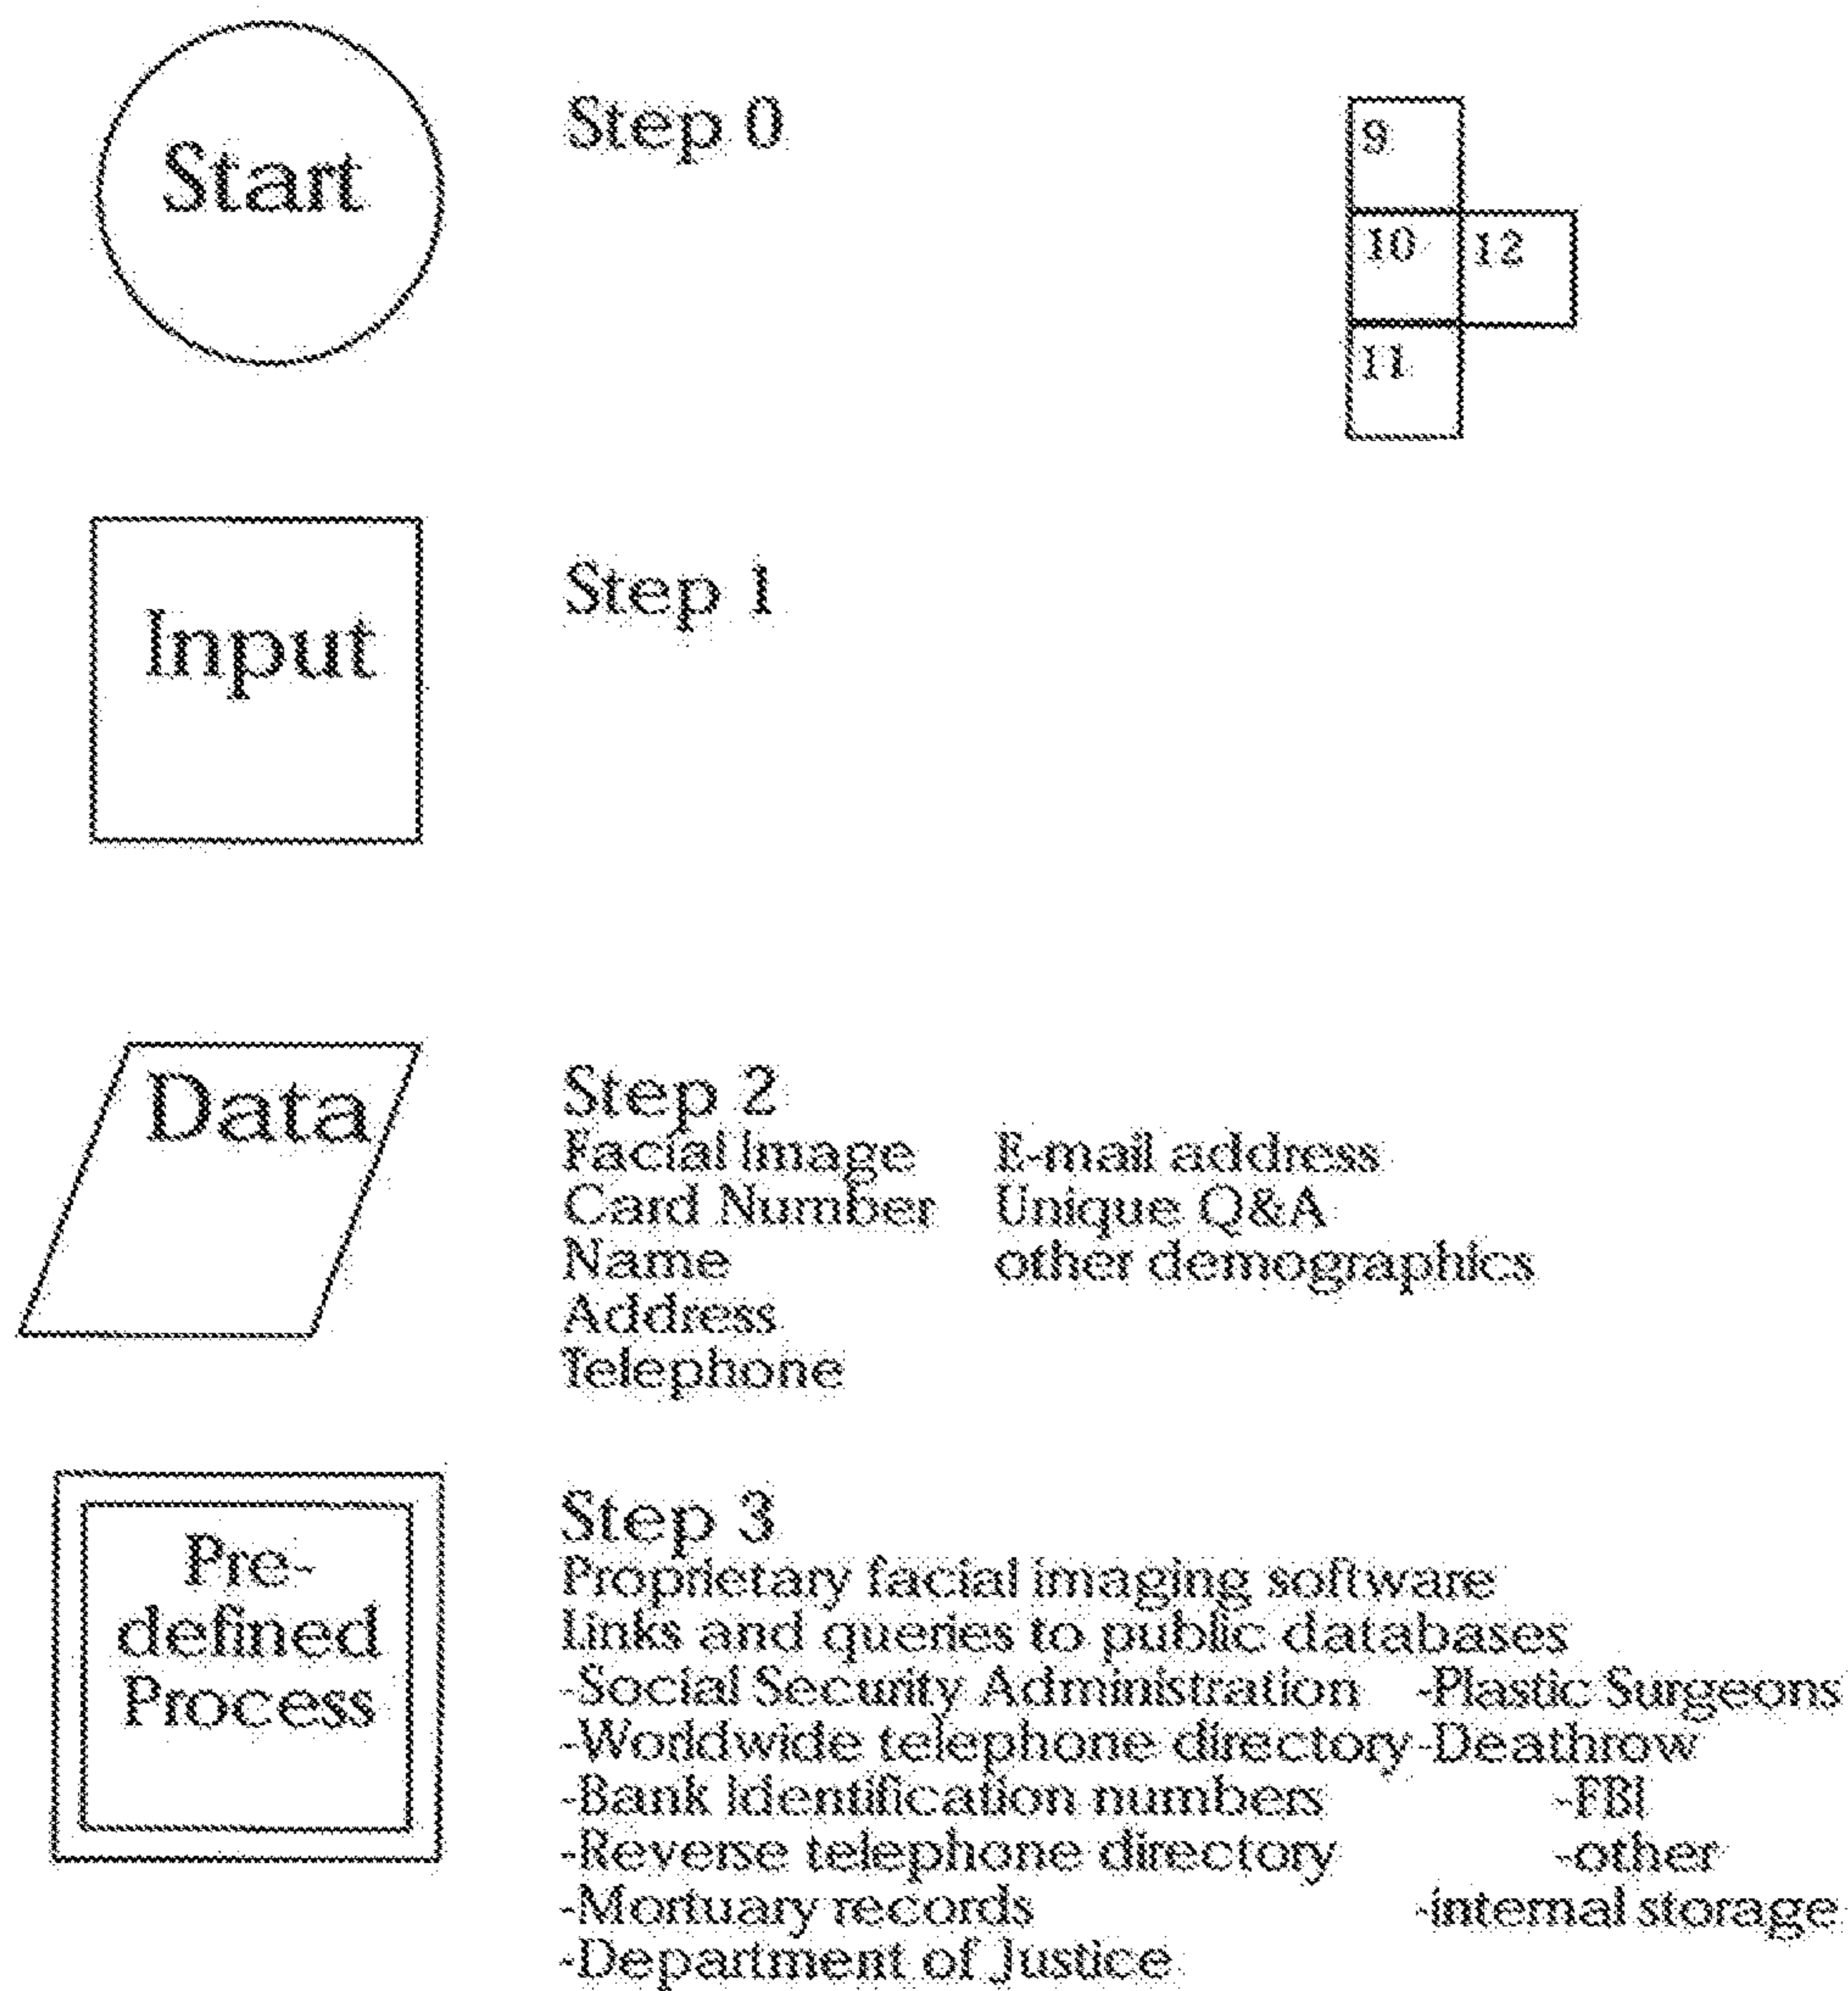 Start
Step 0
9
10 12
11
Input
Step 1
Data
Step 2
Facial Image E-mail address
Card Number Unique Q&A
Name other demographics
Address
Telephone
Pre-
defined
Process
Step 3
Proprietary facial imaging software
Links and queries to public databases
-Social Security Administration -Plastic Surgeons
-Worldwide telephone directory -Deathrow
-Bank Identification numbers -FBI
-Reverse telephone directory -other
-Mortuary records -internal storage
-Department of Justice